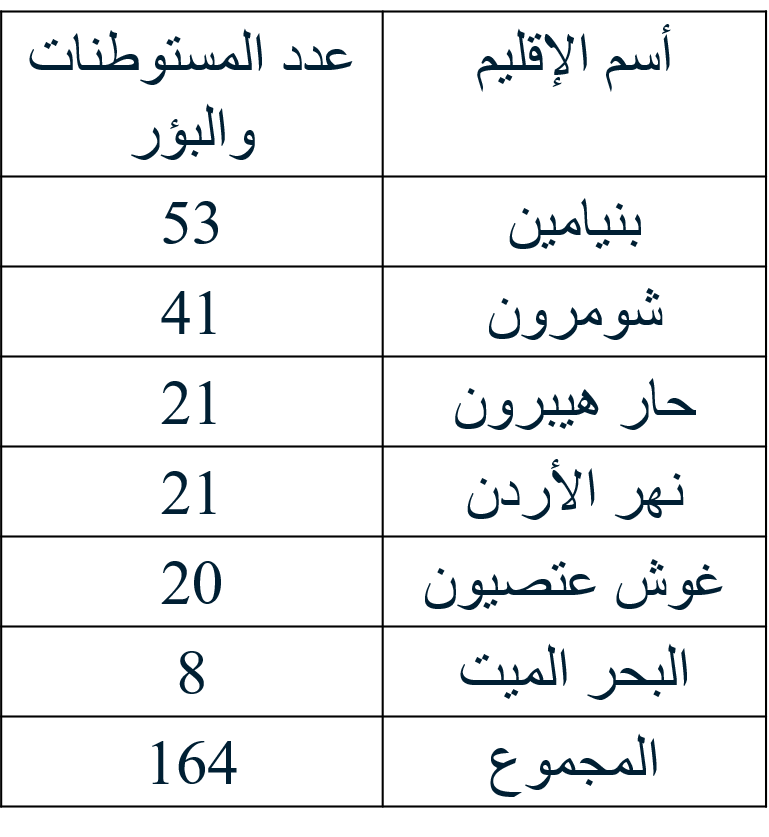 أسم الإقليم
عدد المستوطنات
والبؤر
بنيامين
53
شومرون
41
حار هيبرون
21
نهر الأردن
21
غوش عتصيون
20
البحر الميت
8
المجموع
164